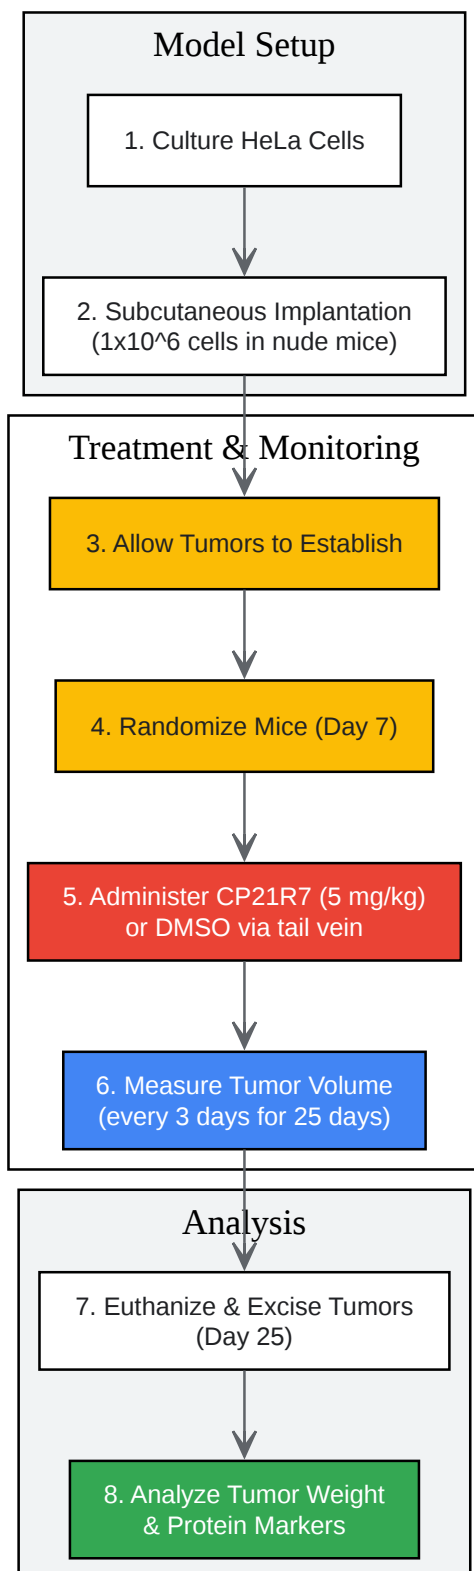 Model Setup
1. Culture HeLa Cells
2. Subcutaneous Implantation
(1x10^6 cells in nude mice)
Treatment & Monitoring
3. Allow Tumors to Establish
4. Randomize Mice (Day 7)
5. Administer CP21R7 (5 mg/kg)
or DMSO via tail vein
6. Measure Tumor Volume
(every 3 days for 25 days)
Analysis
7. Euthanize & Excise Tumors
(Day 25)
8. Analyze Tumor Weight
& Protein Markers